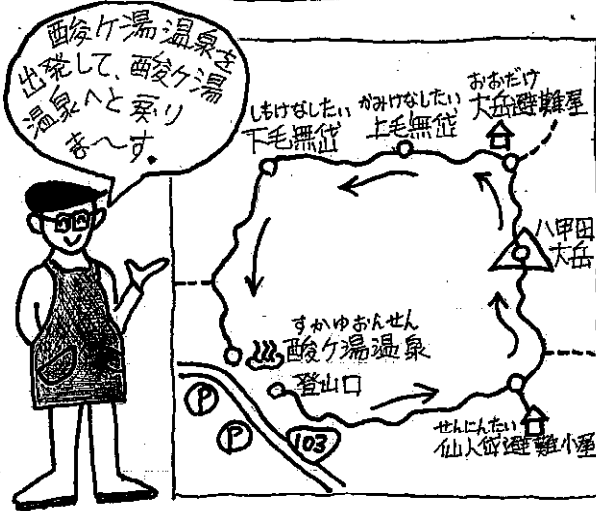 酸ケ湯温泉を
出発して、酸ケ湯
温泉へと戻り
ま〜す。
おおだけ
大岳避難小屋
かみけなしたい
上毛無岱
しもけなしたい
下毛無岱
八甲田
大岳
すかゆおんせん
酸ケ湯温泉
登山口
P
P
103
せんにんたい
仙人岱避難小屋